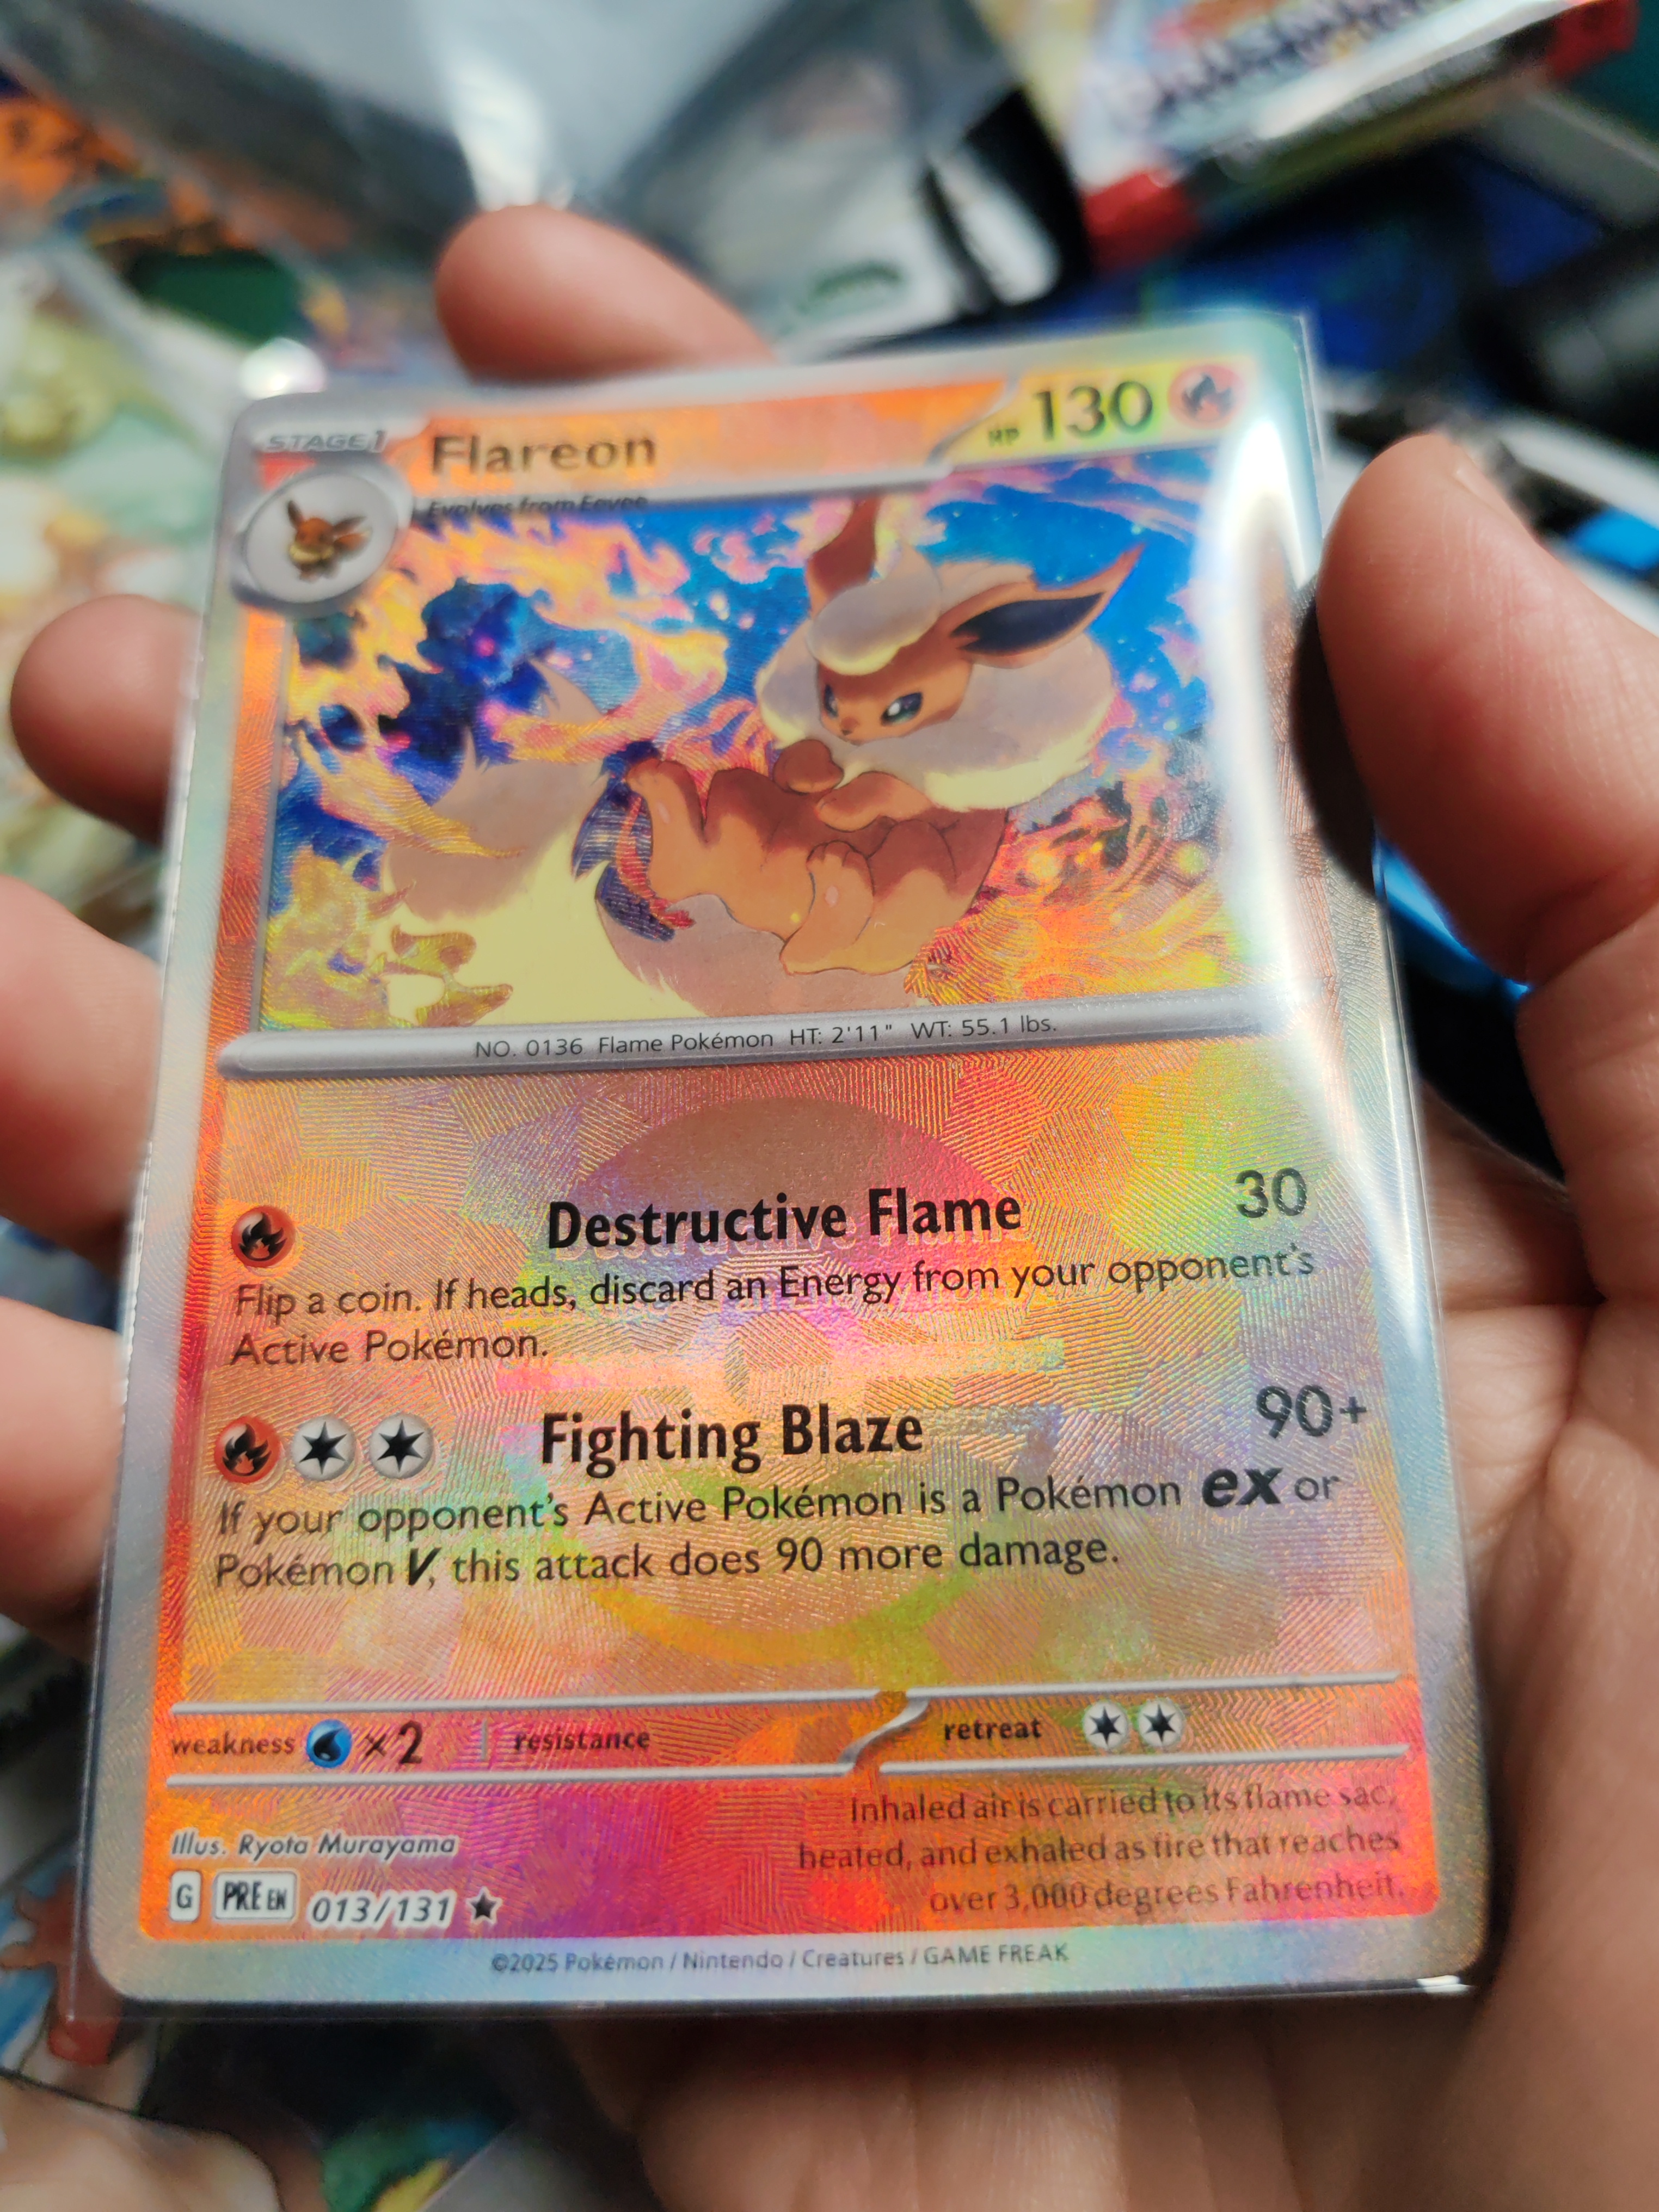 STAGE 1 Flareon HP 130
Evolves from Eevee
NO. 0136 Flame Pokémon HT: 2'11" WT: 55.1 lbs.
Destructive Flame 30
Flip a coin. If heads, discard an Energy from your opponent's
Active Pokémon.
Fighting Blaze 90+
If your opponent's Active Pokémon is a Pokémon ex or
Pokémon V, this attack does 90 more damage.
weakness ×2 resistance retreat
Inhaled air is carried to its flame sac,
heated, and exhaled as fire that reaches
over 3,000 degrees Fahrenheit.
Illus. Ryota Murayama
G PRE EN 013/131 ★
©2025 Pokémon / Nintendo / Creatures / GAME FREAK